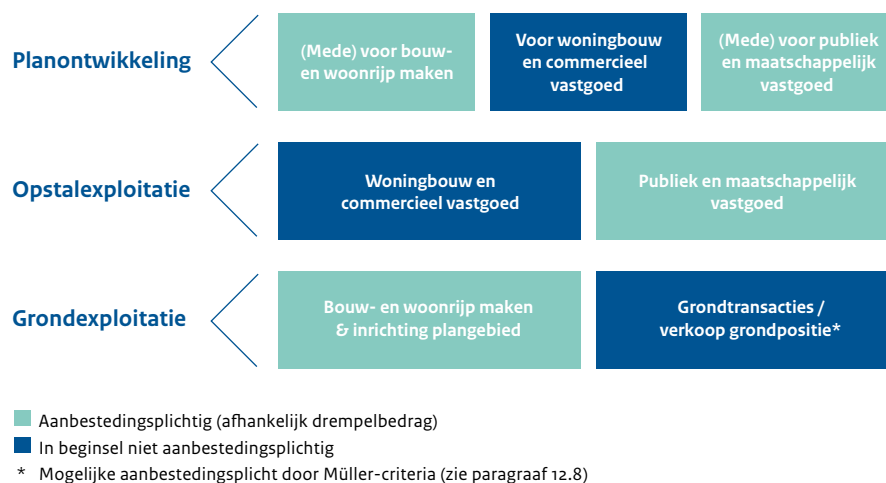 Planontwikkeling
(Mede) voor bouw-
en woonrijp maken
Voor woningbouw
en commercieel
vastgoed
(Mede) voor publiek
en maatschappelijk
vastgoed
Opstalexploitatie
Woningbouw en
commercieel vastgoed
Publiek en maatschappelijk
vastgoed
Grondexploitatie
Bouw- en woonrijp maken
& inrichting plangebied
Grondtransacties /
verkoop grondpositie*
Aanbestedingsplichtig (afhankelijk drempelbedrag)
In beginsel niet aanbestedingsplichtig
* Mogelijke aanbestedingsplicht door Müller-criteria (zie paragraaf 12.8)